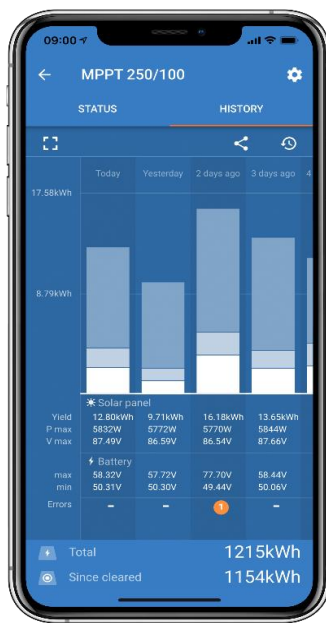 09:00
MPPT 250/100
STATUS HISTORY
Today Yesterday 2 days ago 3 days ago 4
17.58kWh
8.79kWh
Solar panel
Yield 12.80kWh 9.71kWh 16.18kWh 13.65kWh
P max 5832W 5772W 5770W 5844W
V max 87.49V 86.59V 86.54V 87.66V
Battery
max 58.32V 57.72V 77.70V 58.44V
min 50.31V 50.30V 49.44V 50.06V
Errors - - 1 -
Total 1215kWh
Since cleared 1154kWh